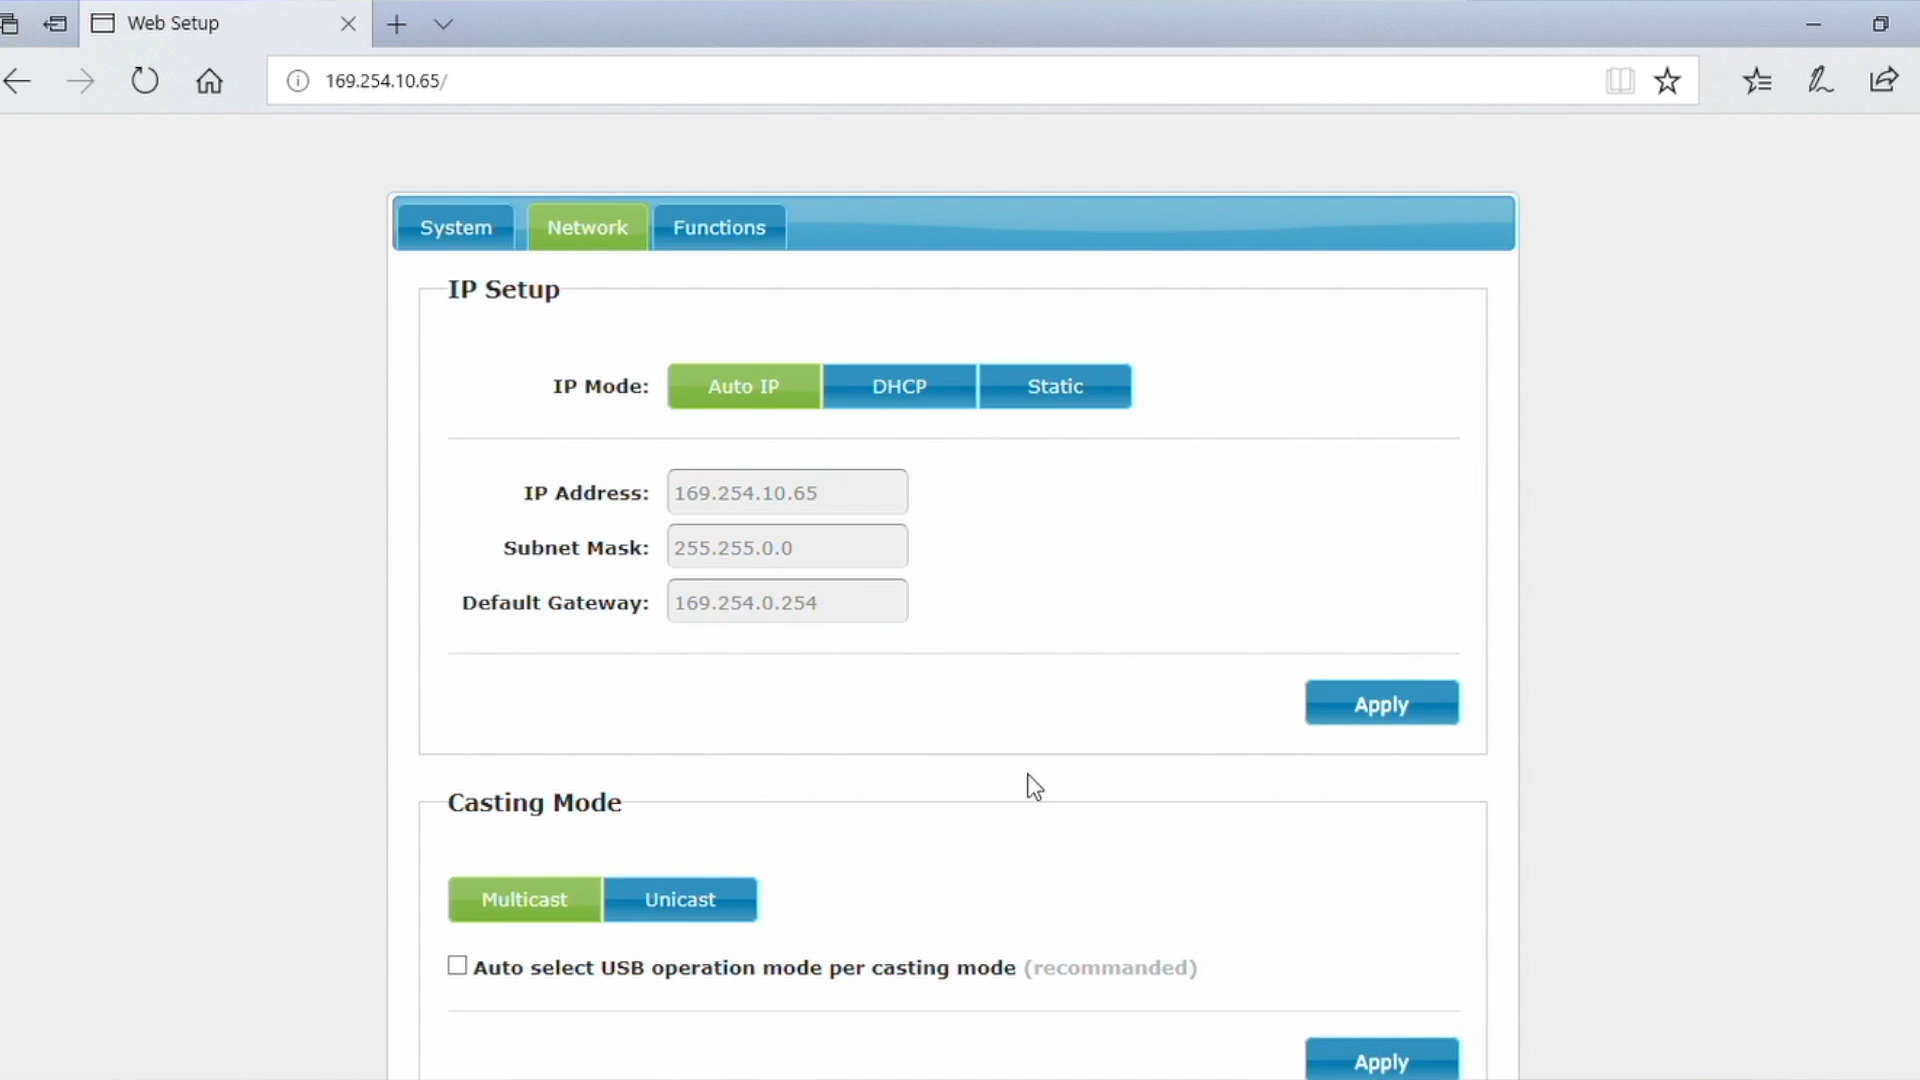 Web Setup
169.254.10.65/
System Network Functions
IP Setup
IP Mode: Auto IP DHCP Static
IP Address: 169.254.10.65
Subnet Mask: 255.255.0.0
Default Gateway: 169.254.0.254
Apply
Casting Mode
Multicast Unicast
Auto select USB operation mode per casting mode (recommanded)
Apply